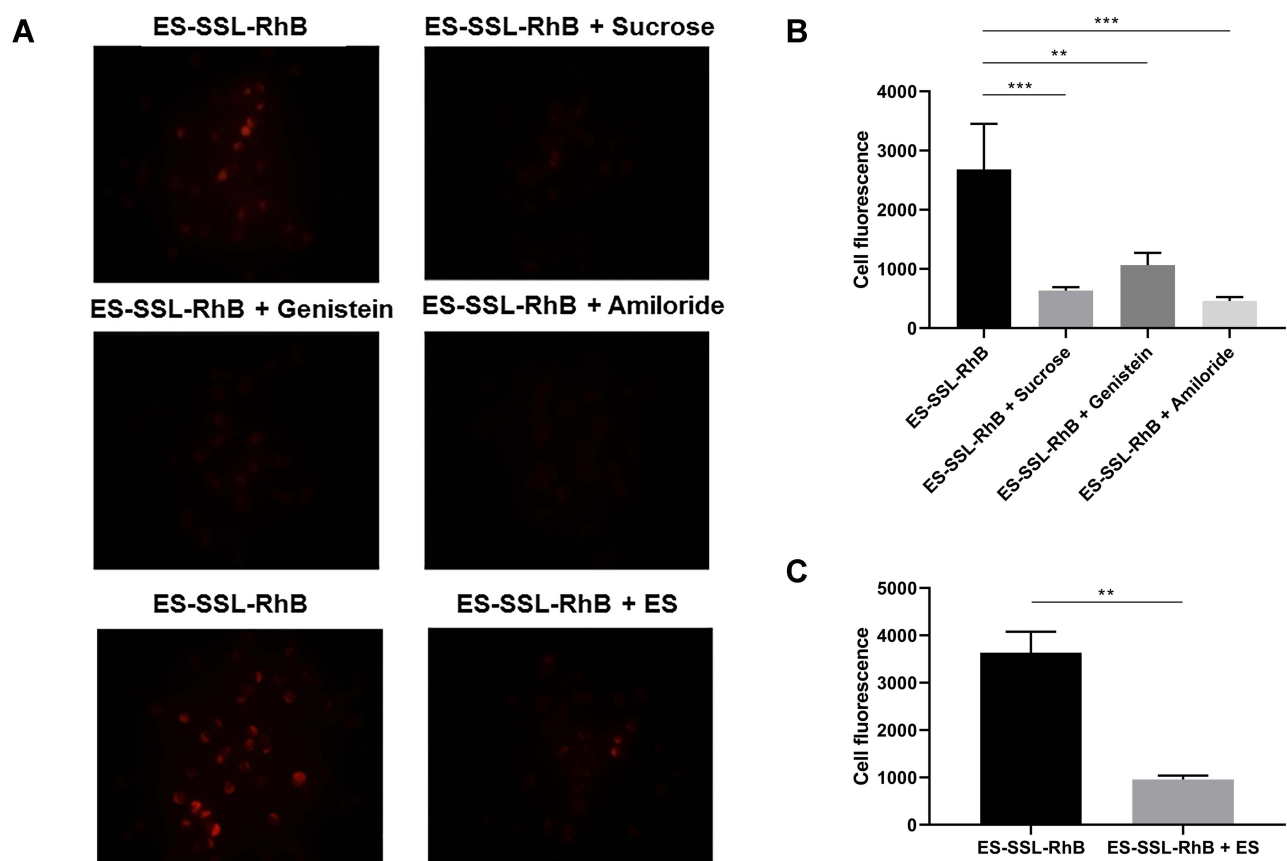 A
ES-SSL-RhB
ES-SSL-RhB + Sucrose
ES-SSL-RhB + Genistein
ES-SSL-RhB + Amiloride
ES-SSL-RhB
ES-SSL-RhB + ES
B
***
**
***
4000
3000
2000
1000
0
Cell fluorescence
ES-SSL-RhB
ES-SSL-RhB + Sucrose
ES-SSL-RhB + Genistein
ES-SSL-RhB + Amiloride
C
**
5000
4000
3000
2000
1000
0
Cell fluorescence
ES-SSL-RhB
ES-SSL-RhB + ES